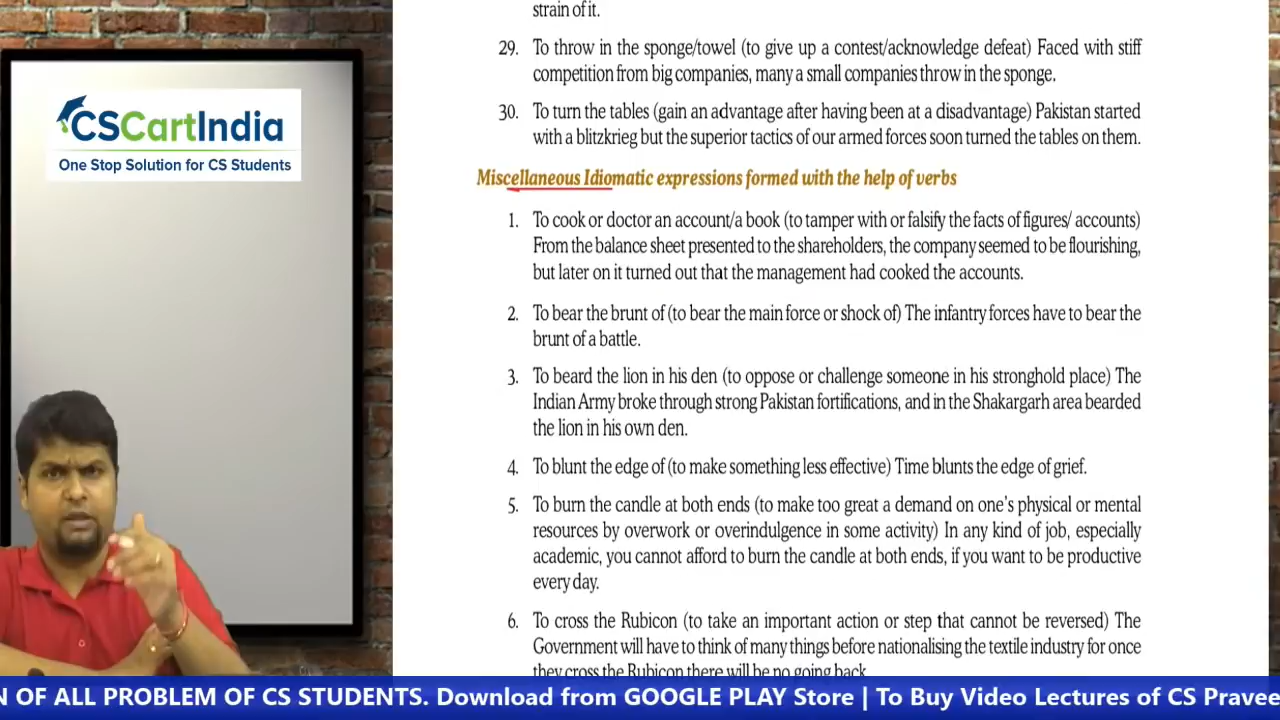 CSCartIndia
One Stop Solution for CS Students
strain of it.
29. To throw in the sponge/towel (to give up a contest/acknowledge defeat) Faced with stiff
competition from big companies, many a small companies throw in the sponge.
30. To turn the tables (gain an advantage after having been at a disadvantage) Pakistan started
with a blitzkrieg but the superior tactics of our armed forces soon turned the tables on them.
Miscellaneous Idiomatic expressions formed with the help of verbs
1. To cook or doctor an account/a book (to tamper with or falsify the facts of figures/ accounts)
From the balance sheet presented to the shareholders, the company seemed to be flourishing,
but later on it turned out that the management had cooked the accounts.
2. To bear the brunt of (to bear the main force or shock of) The infantry forces have to bear the
brunt of a battle.
3. To beard the lion in his den (to oppose or challenge someone in his stronghold place) The
Indian Army broke through strong Pakistan fortifications, and in the Shakargarh area bearded
the lion in his own den.
4. To blunt the edge of (to make something less effective) Time blunts the edge of grief.
5. To burn the candle at both ends (to make too great a demand on one's physical or mental
resources by overwork or overindulgence in some activity) In any kind of job, especially
academic, you cannot afford to burn the candle at both ends, if you want to be productive
every day.
6. To cross the Rubicon (to take an important action or step that cannot be reversed) The
Government will have to think of many things before nationalising the textile industry for once
they cross the Rubicon there will be no going back
N OF ALL PROBLEM OF CS STUDENTS. Download from GOOGLE PLAY Store | To Buy Video Lectures of CS Pravee